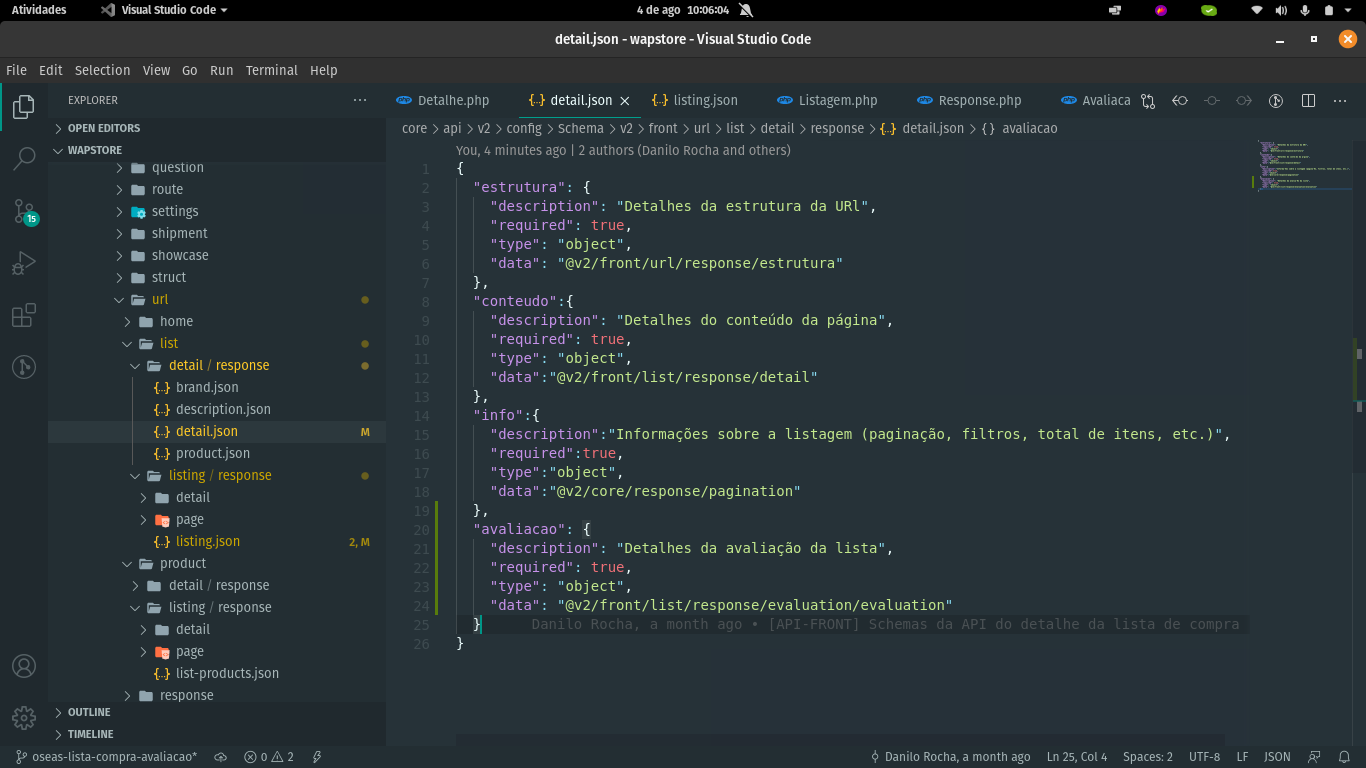 Atividades
Visual Studio Code
4 de ago 10:06:04
detail.json - wapstore - Visual Studio Code
File Edit Selection View Go Run Terminal Help
EXPLORER
OPEN EDITORS
WAPSTORE
question
route
settings
shipment
showcase
struct
url
home
list
detail / response
brand.json
description.json
detail.json M
product.json
listing / response
detail
page
listing.json 2, M
product
detail / response
listing / response
detail
page
list-products.json
response
OUTLINE
TIMELINE
15
Detalhe.php detail.json listing.json Listagem.php Response.php Avaliaca
core > api > v2 > config > Schema > v2 > front > url > list > detail > response > {..} detail.json > {} avaliacao
You, 4 minutes ago | 2 authors (Danilo Rocha and others)
1 {
2 "estrutura": {
3 "description": "Detalhes da estrutura da URl",
4 "required": true,
5 "type": "object",
6 "data": "@v2/front/url/response/estrutura"
7 },
8 "conteudo":{
9 "description": "Detalhes do conteúdo da página",
10 "required": true,
11 "type": "object",
12 "data":"@v2/front/list/response/detail"
13 },
14 "info":{
15 "description":"Informações sobre a listagem (paginação, filtros, total de itens, etc.)",
16 "required":true,
17 "type":"object",
18 "data":"@v2/core/response/pagination"
19 },
20 "avaliacao": {
21 "description": "Detalhes da avaliação da lista",
22 "required": true,
23 "type": "object",
24 "data": "@v2/front/list/response/evaluation/evaluation"
25 } Danilo Rocha, a month ago • [API-FRONT] Schemas da API do detalhe da lista de compra
26 }
oseas-lista-compra-avaliacao* 0 2 Danilo Rocha, a month ago Ln 25, Col 4 Spaces: 2 UTF-8 LF JSON